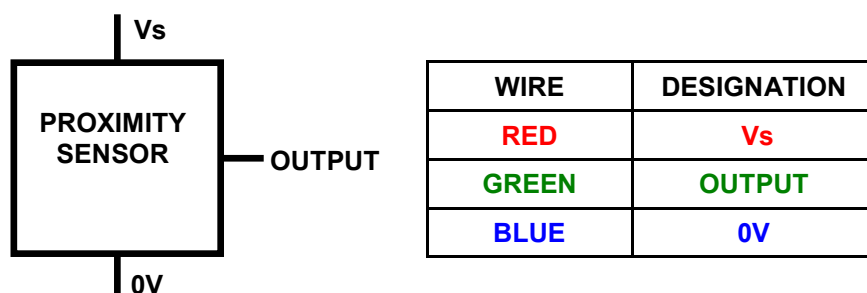 Vs
PROXIMITY
SENSOR
OUTPUT
0V
WIRE DESIGNATION
RED Vs
GREEN OUTPUT
BLUE 0V